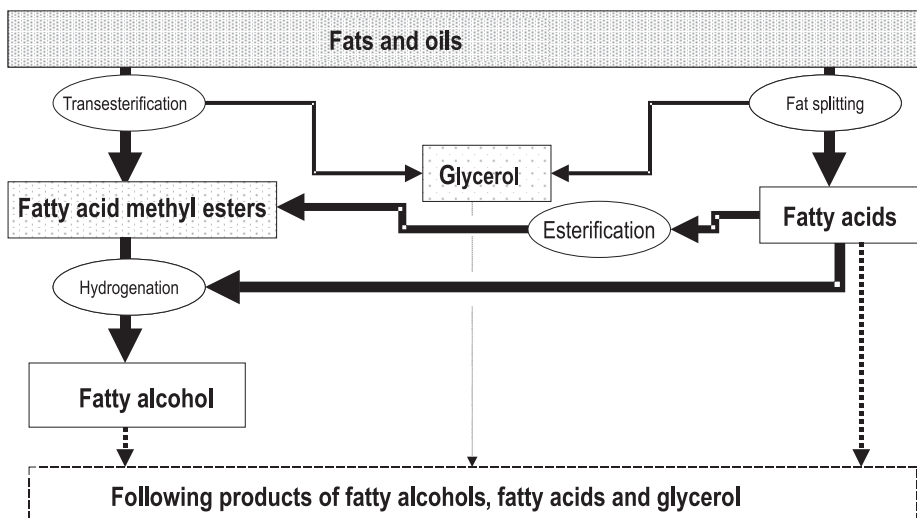 Fats and oils
Transesterification
Fat splitting
Glycerol
Fatty acid methyl esters
Esterification
Fatty acids
Hydrogenation
Fatty alcohol
Following products of fatty alcohols, fatty acids and glycerol